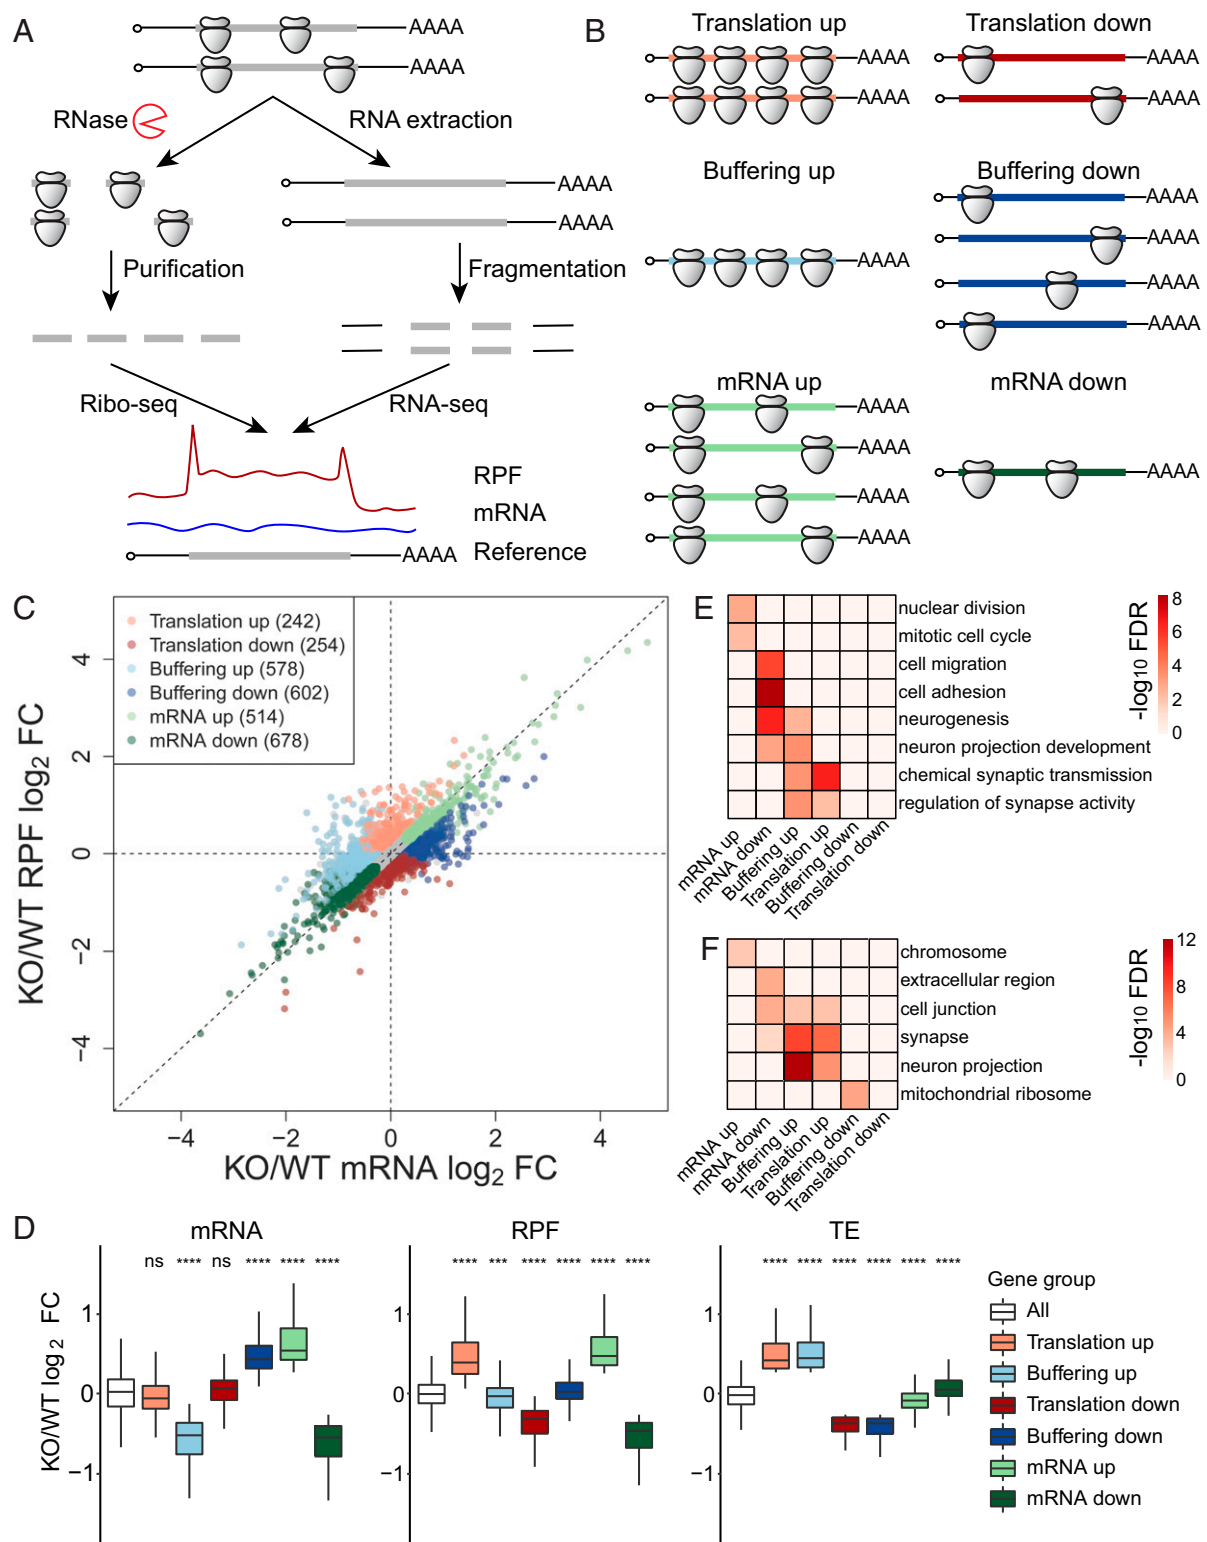 A
AAAA
AAAA
RNase
RNA extraction
AAAA
AAAA
Purification
Fragmentation
Ribo-seq
RNA-seq
RPF
mRNA
AAAA
Reference
B
Translation up
Translation down
AAAA
AAAA
AAAA
AAAA
Buffering up
Buffering down
AAAA
AAAA
AAAA
AAAA
AAAA
mRNA up
mRNA down
AAAA
AAAA
AAAA
AAAA
AAAA
C
Translation up (242)
Translation down (254)
Buffering up (578)
Buffering down (602)
mRNA up (514)
mRNA down (678)
KO/WT RPF log2 FC
4
2
0
−2
−4
−4
−2
0
2
4
KO/WT mRNA log2 FC
E
nuclear division
mitotic cell cycle
cell migration
cell adhesion
neurogenesis
neuron projection development
chemical synaptic transmission
regulation of synapse activity
mRNA up
mRNA down
Buffering up
Translation up
Buffering down
Translation down
-log10 FDR
8
6
4
2
0
F
chromosome
extracellular region
cell junction
synapse
neuron projection
mitochondrial ribosome
mRNA up
mRNA down
Buffering up
Translation up
Buffering down
Translation down
-log10 FDR
12
8
4
0
D
mRNA
RPF
TE
KO/WT log2 FC
1
0
−1
ns
****
ns
****
****
****
1
0
−1
****
***
****
****
****
****
1
0
−1
****
****
****
****
****
****
Gene group
All
Translation up
Buffering up
Translation down
Buffering down
mRNA up
mRNA down